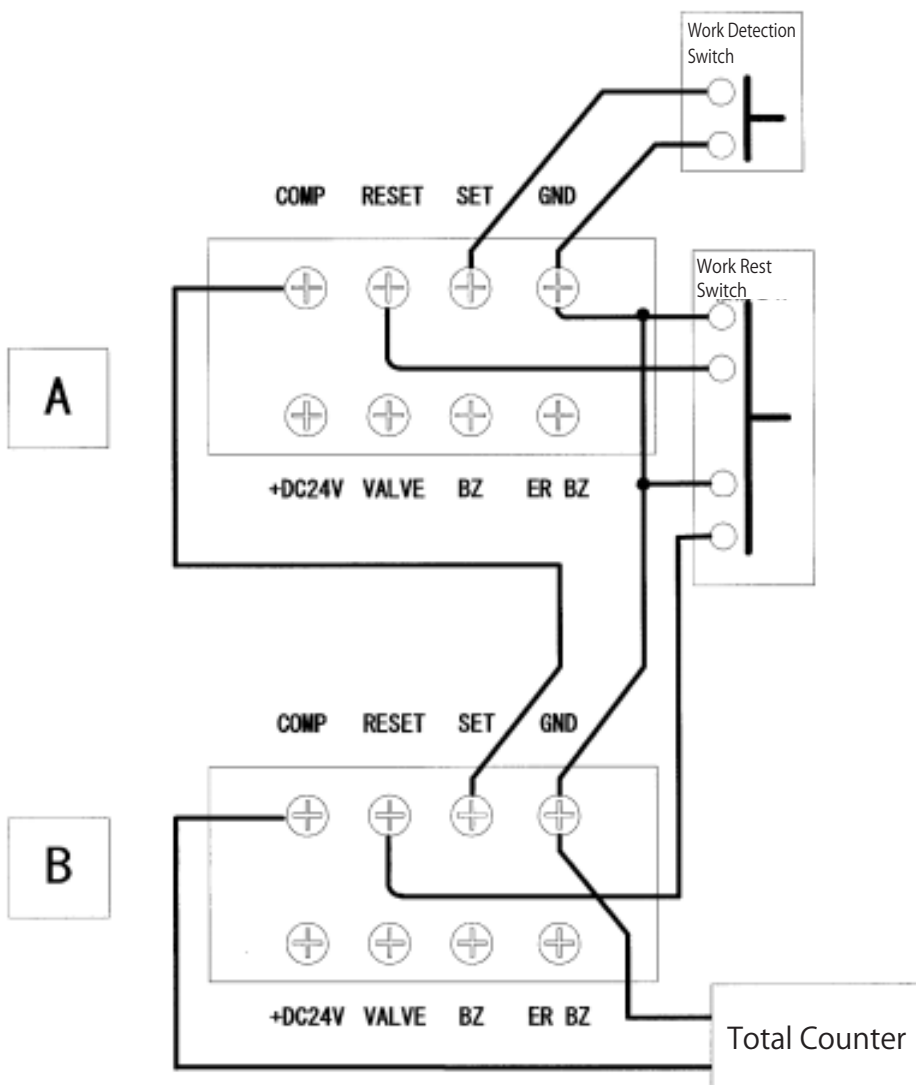 Work Detection
Switch
COMP RESET SET GND
Work Rest
Switch
A
+DC24V VALVE BZ ER BZ
COMP RESET SET GND
B
+DC24V VALVE BZ ER BZ
Total Counter